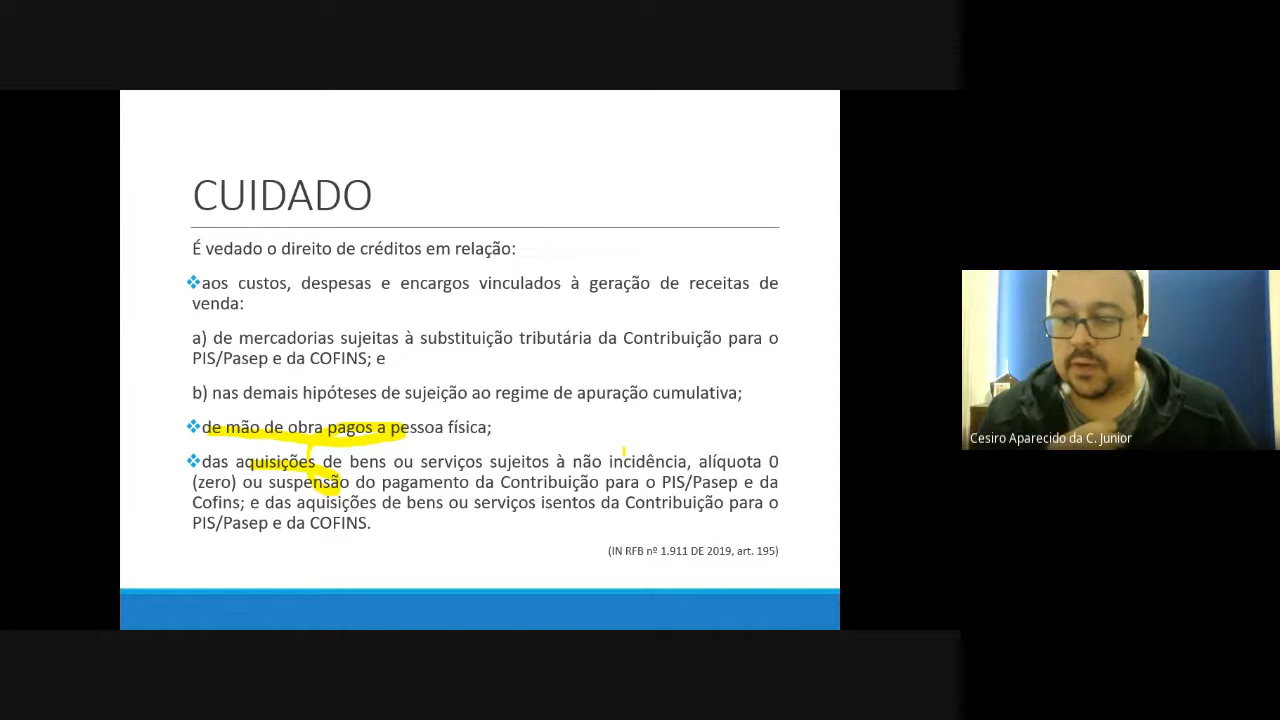 CUIDADO
É vedado o direito de créditos em relação:
❖aos custos, despesas e encargos vinculados à geração de receitas de
venda:
a) de mercadorias sujeitas à substituição tributária da Contribuição para o
PIS/Pasep e da COFINS; e
b) nas demais hipóteses de sujeição ao regime de apuração cumulativa;
❖de mão de obra pagos a pessoa física;
❖das aquisições de bens ou serviços sujeitos à não incidência, alíquota 0
(zero) ou suspensão do pagamento da Contribuição para o PIS/Pasep e da
Cofins; e das aquisições de bens ou serviços isentos da Contribuição para o
PIS/Pasep e da COFINS.
(IN RFB nº 1.911 DE 2019, art. 195)
Cesiro Aparecido da C. Junior